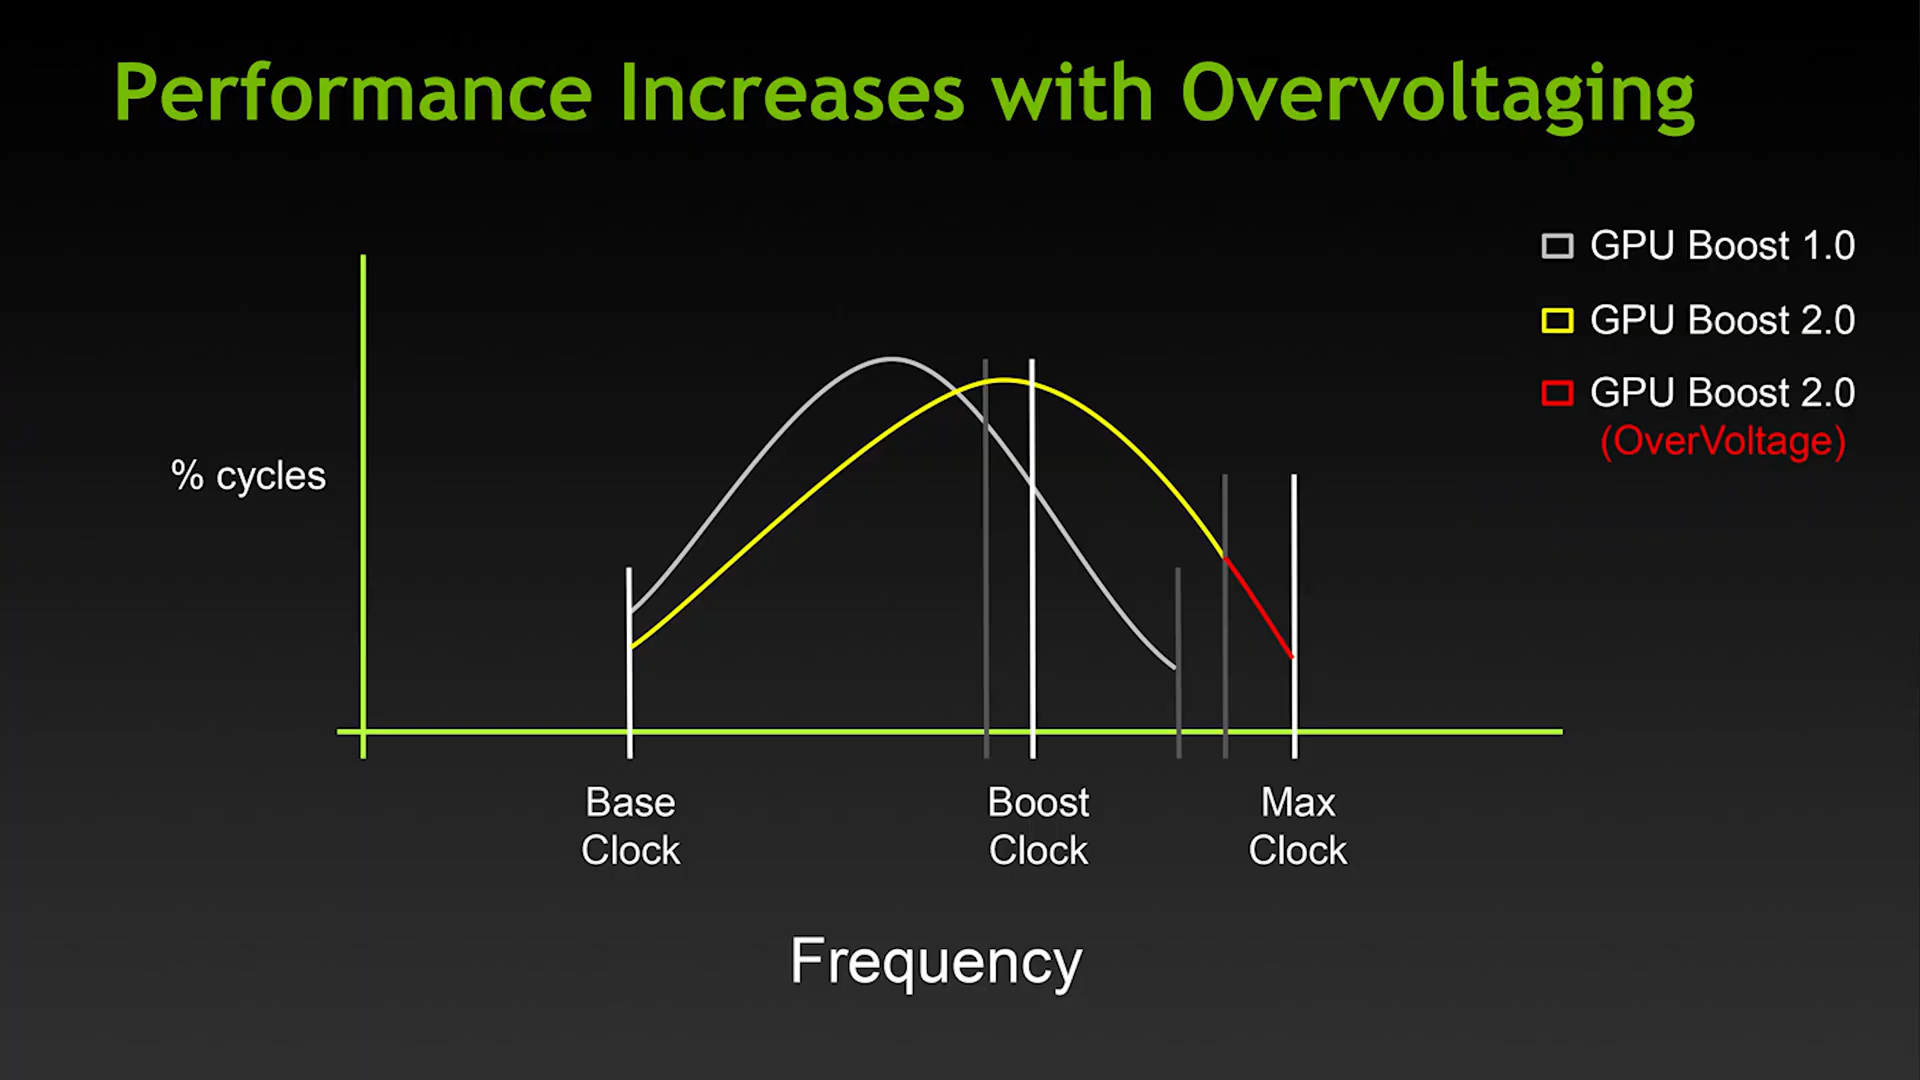 Performance Increases with Overvoltaging
GPU Boost 1.0
GPU Boost 2.0
GPU Boost 2.0
(OverVoltage)
% cycles
Base
Clock
Boost
Clock
Max
Clock
Frequency